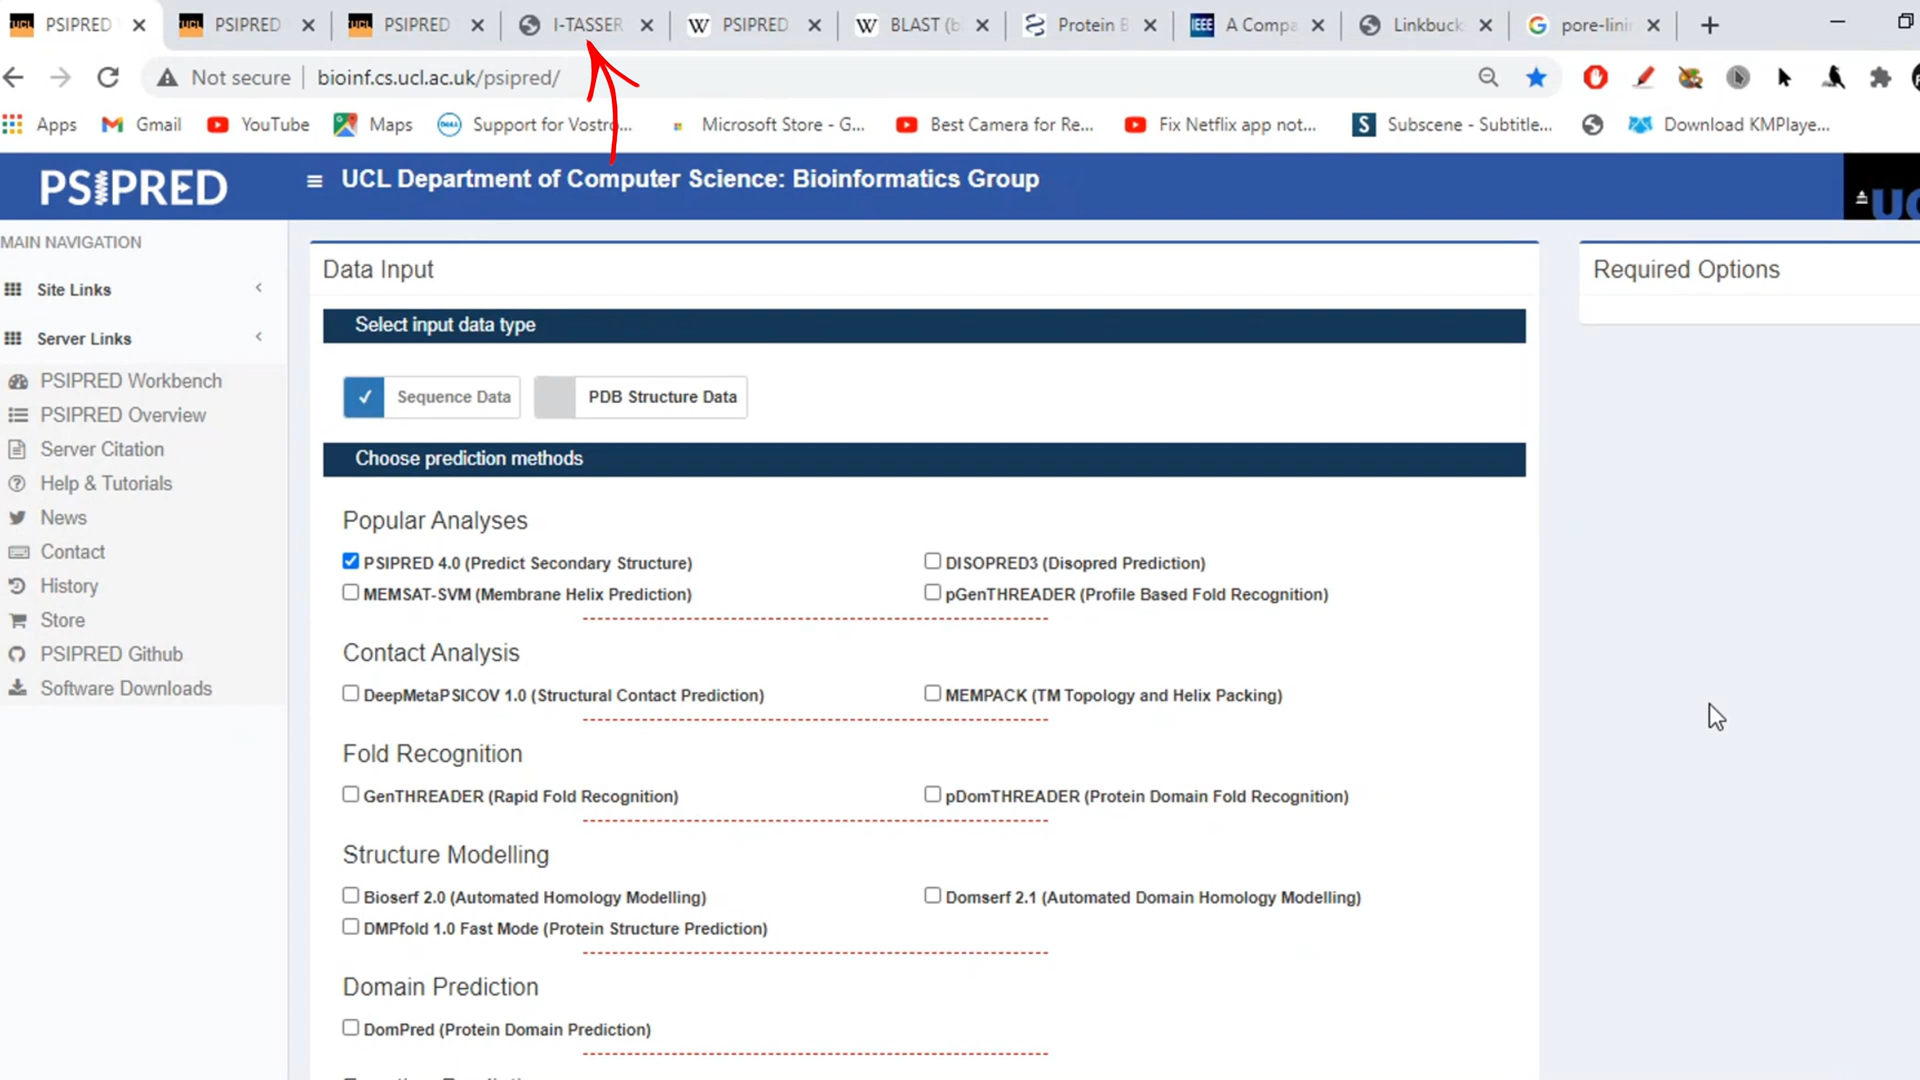 PSIPRED PSIPRED PSIPRED I-TASSER PSIPRED BLAST (b Protein B IEEE A Compa Linkbuck pore-lini
Not secure bioinf.cs.ucl.ac.uk/psipred/
Apps Gmail YouTube Maps Support for Vostro... Microsoft Store - G... Best Camera for Re... Fix Netflix app not... Subscene - Subtitle... Download KMPlaye...
PSIPRED UCL Department of Computer Science: Bioinformatics Group
MAIN NAVIGATION
Site Links
Server Links
PSIPRED Workbench
PSIPRED Overview
Server Citation
Help & Tutorials
News
Contact
History
Store
PSIPRED Github
Software Downloads
Data Input
Select input data type
Sequence Data PDB Structure Data
Choose prediction methods
Popular Analyses
PSIPRED 4.0 (Predict Secondary Structure) DISOPRED3 (Disopred Prediction)
MEMSAT-SVM (Membrane Helix Prediction) pGenTHREADER (Profile Based Fold Recognition)
Contact Analysis
DeepMetaPSICOV 1.0 (Structural Contact Prediction) MEMPACK (TM Topology and Helix Packing)
Fold Recognition
GenTHREADER (Rapid Fold Recognition) pDomTHREADER (Protein Domain Fold Recognition)
Structure Modelling
Bioserf 2.0 (Automated Homology Modelling) Domserf 2.1 (Automated Domain Homology Modelling)
DMPfold 1.0 Fast Mode (Protein Structure Prediction)
Domain Prediction
DomPred (Protein Domain Prediction)
Required Options